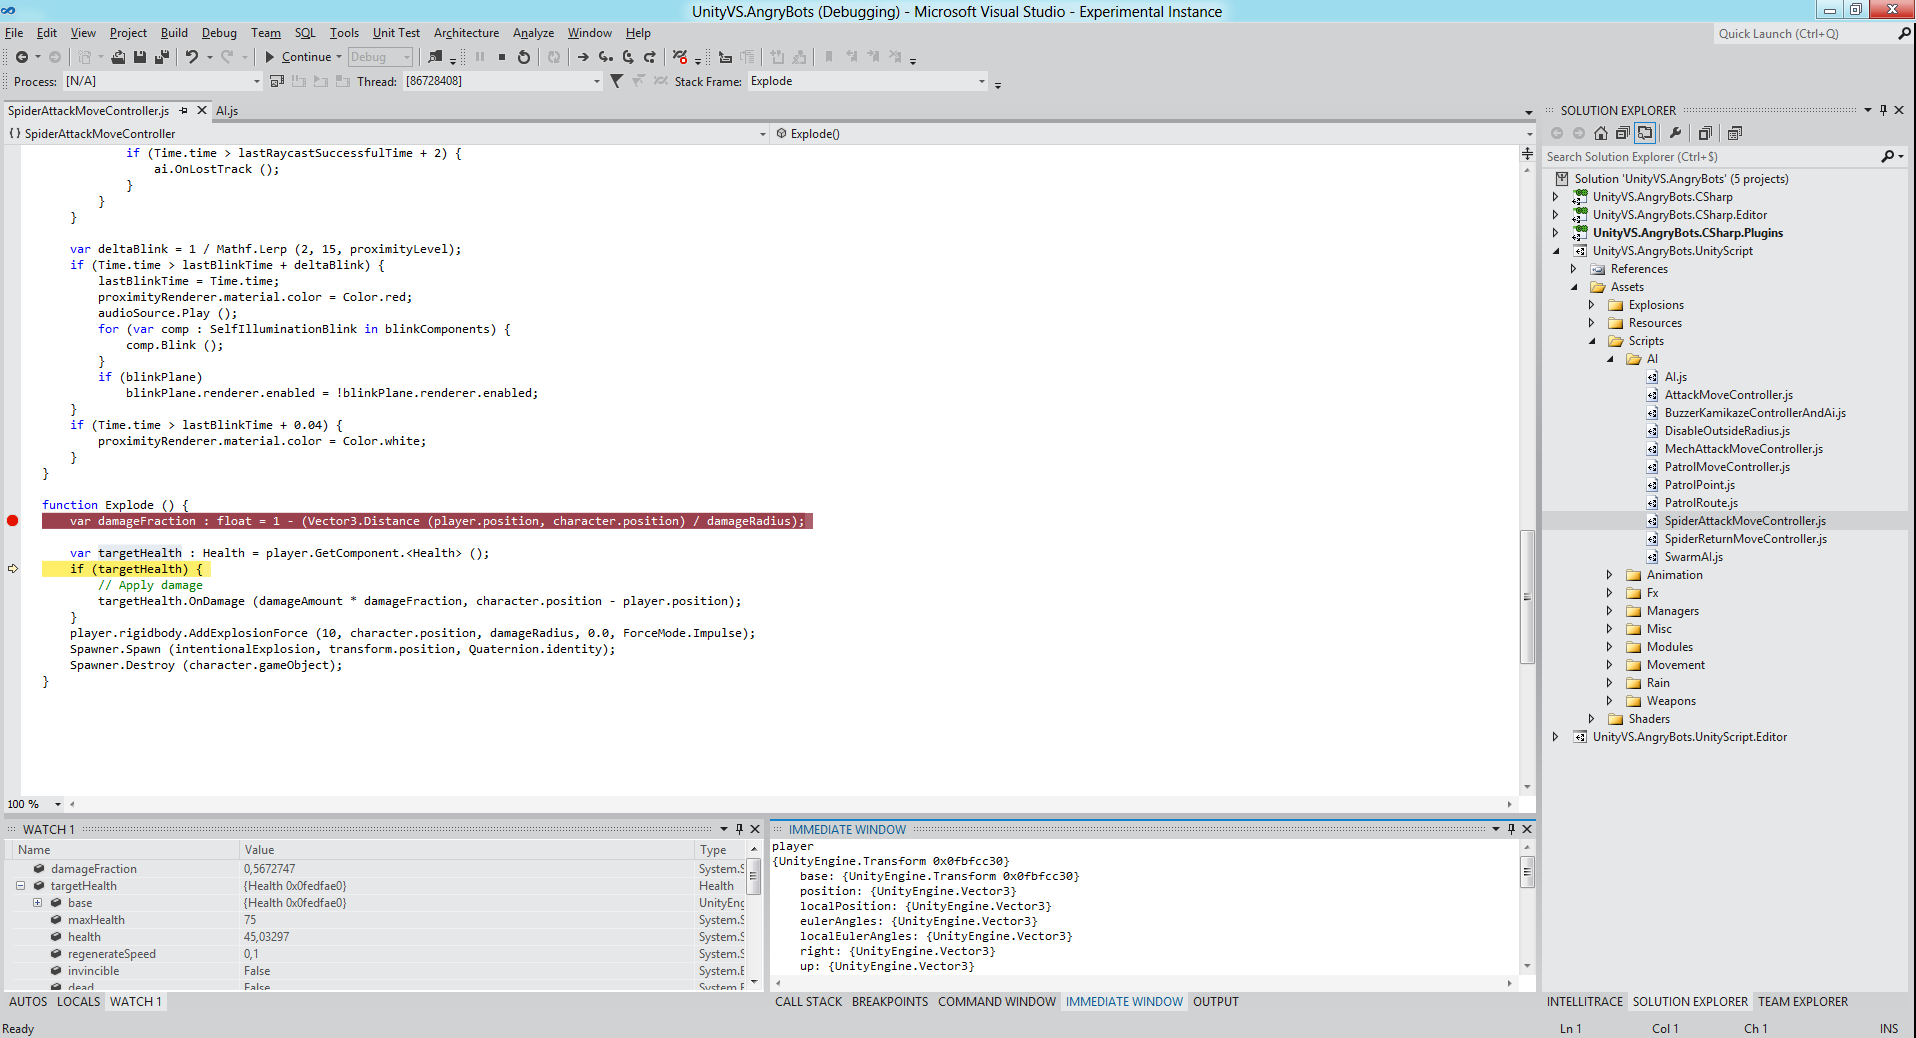 UnityVS.AngryBots (Debugging) - Microsoft Visual Studio - Experimental Instance
File Edit View Project Build Debug Team SQL Tools Unit Test Architecture Analyze Window Help
Quick Launch (Ctrl+Q)
Continue Debug
Process: [N/A] Thread: [86728408] Stack Frame: Explode
SpiderAttackMoveController.js AI.js
{} SpiderAttackMoveController Explode()
if (Time.time > lastRaycastSuccessfulTime + 2) {
ai.OnLostTrack ();
}
}
}
var deltaBlink = 1 / Mathf.Lerp (2, 15, proximityLevel);
if (Time.time > lastBlinkTime + deltaBlink) {
lastBlinkTime = Time.time;
proximityRenderer.material.color = Color.red;
audioSource.Play ();
for (var comp : SelfIlluminationBlink in blinkComponents) {
comp.Blink ();
}
if (blinkPlane)
blinkPlane.renderer.enabled = !blinkPlane.renderer.enabled;
}
if (Time.time > lastBlinkTime + 0.04) {
proximityRenderer.material.color = Color.white;
}
}
function Explode () {
var damageFraction : float = 1 - (Vector3.Distance (player.position, character.position) / damageRadius);
var targetHealth : Health = player.GetComponent.<Health> ();
if (targetHealth) {
// Apply damage
targetHealth.OnDamage (damageAmount * damageFraction, character.position - player.position);
}
player.rigidbody.AddExplosionForce (10, character.position, damageRadius, 0.0, ForceMode.Impulse);
Spawner.Spawn (intentionalExplosion, transform.position, Quaternion.identity);
Spawner.Destroy (character.gameObject);
}
100 %
SOLUTION EXPLORER
Search Solution Explorer (Ctrl+$)
Solution 'UnityVS.AngryBots' (5 projects)
UnityVS.AngryBots.CSharp
UnityVS.AngryBots.CSharp.Editor
UnityVS.AngryBots.CSharp.Plugins
UnityVS.AngryBots.UnityScript
References
Assets
Explosions
Resources
Scripts
AI
AI.js
AttackMoveController.js
BuzzerKamikazeControllerAndAi.js
DisableOutsideRadius.js
MechAttackMoveController.js
PatrolMoveController.js
PatrolPoint.js
PatrolRoute.js
SpiderAttackMoveController.js
SpiderReturnMoveController.js
SwarmAI.js
Animation
Fx
Managers
Misc
Modules
Movement
Rain
Weapons
Shaders
UnityVS.AngryBots.UnityScript.Editor
WATCH 1
Name Value Type
damageFraction 0,5672747 System.S
targetHealth {Health 0x0fedfae0} Health
base {Health 0x0fedfae0} UnityEng
maxHealth 75 System.S
health 45,03297 System.S
regenerateSpeed 0,1 System.S
invincible False System.B
dead False System.B
AUTOS LOCALS WATCH 1
IMMEDIATE WINDOW
player
{UnityEngine.Transform 0x0fbfcc30}
base: {UnityEngine.Transform 0x0fbfcc30}
position: {UnityEngine.Vector3}
localPosition: {UnityEngine.Vector3}
eulerAngles: {UnityEngine.Vector3}
localEulerAngles: {UnityEngine.Vector3}
right: {UnityEngine.Vector3}
up: {UnityEngine.Vector3}
CALL STACK BREAKPOINTS COMMAND WINDOW IMMEDIATE WINDOW OUTPUT
INTELLITRACE SOLUTION EXPLORER TEAM EXPLORER
Ready Ln 1 Col 1 Ch 1 INS